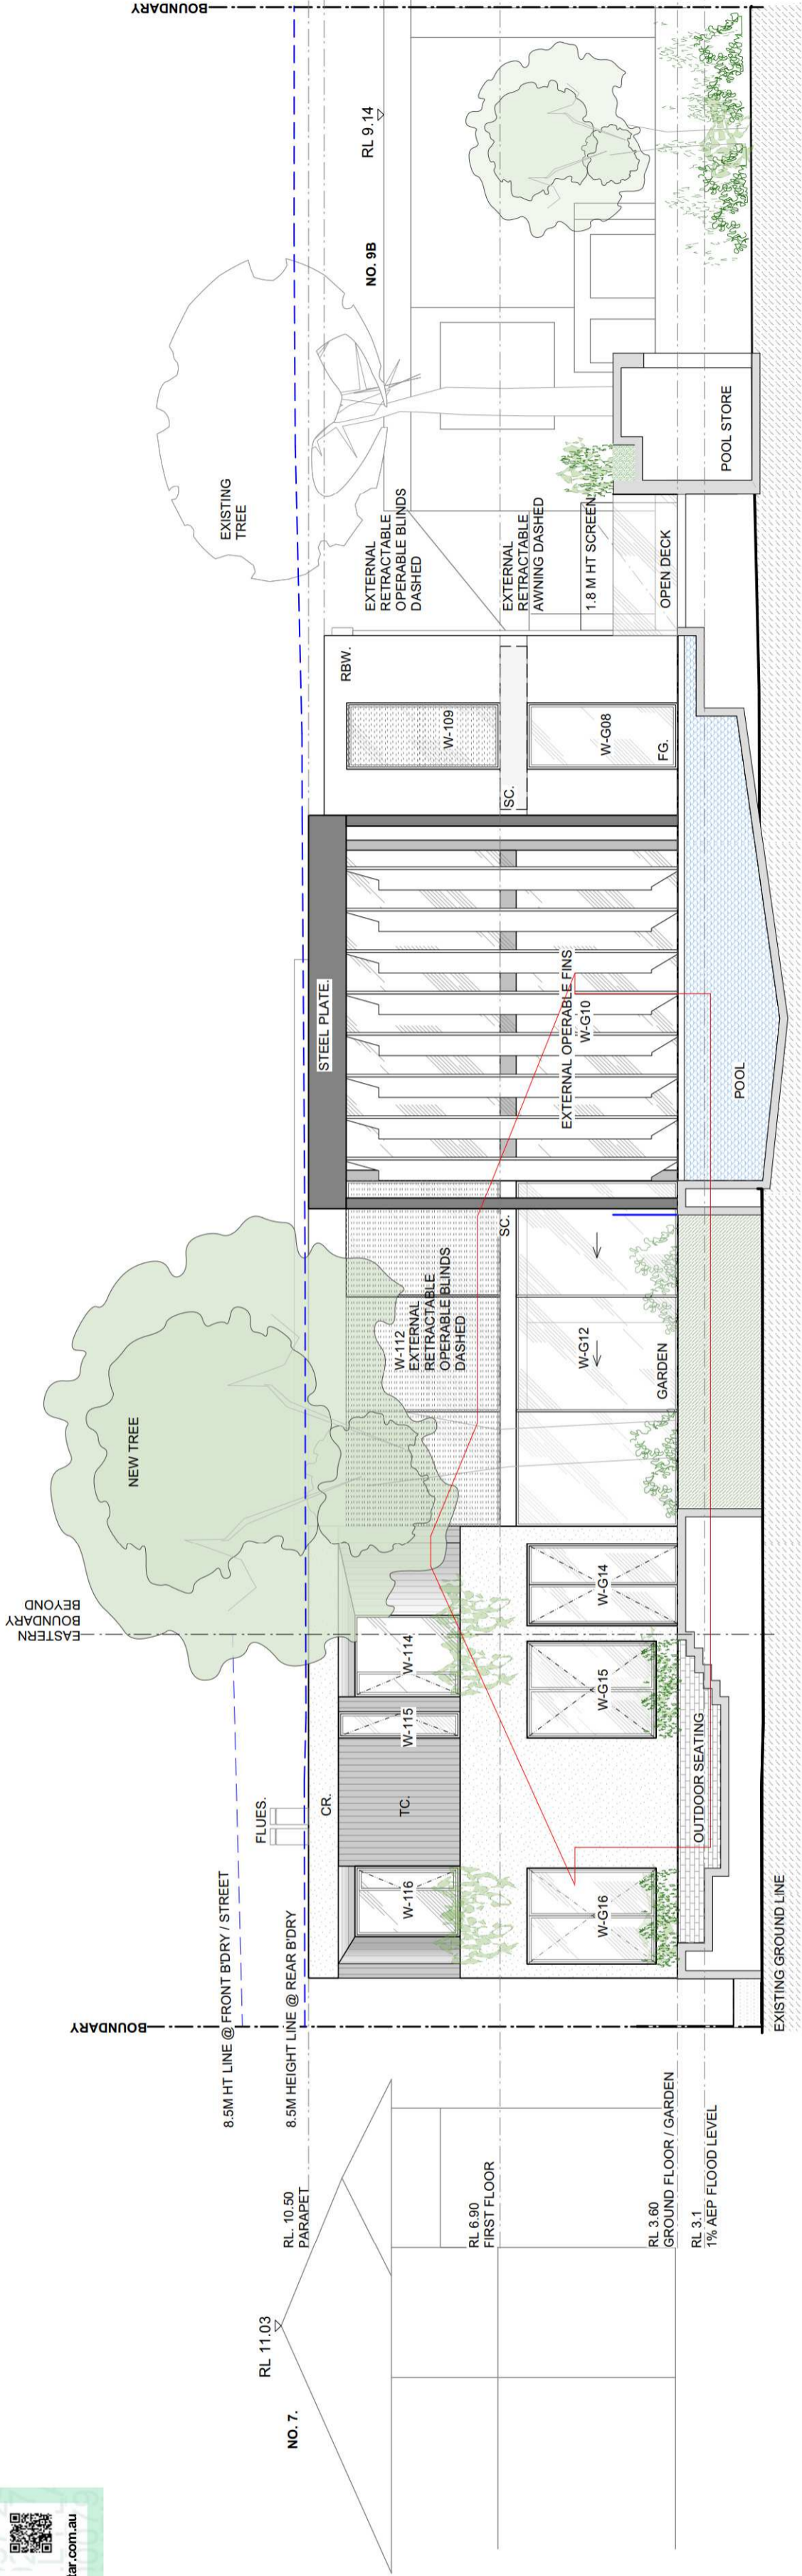 BOUNDARY
EASTERN
BOUNDARY
BEYOND
BOUNDARY
NEW TREE
EXISTING
TREE
RL 9.14
NO. 9B
8.5M HT LINE @ FRONT B'DRY / STREET
8.5M HEIGHT LINE @ REAR B'DRY
FLUES.
RL 11.03
NO. 7.
RL. 10.50
PARAPET
CR.
STEEL PLATE.
RBW.
EXTERNAL
RETRACTABLE
OPERABLE BLINDS
DASHED
TC.
W-116
W-115
W-114
W-112
EXTERNAL
RETRACTABLE
OPERABLE BLINDS
DASHED
W-109
RL 6.90
FIRST FLOOR
SC.
SC.
EXTERNAL
RETRACTABLE
AWNING DASHED
EXTERNAL OPERABLE FINS
W-G10
1.8 M HT SCREEN
W-G16
W-G15
W-G14
W-G12
W-G08
FG.
GARDEN
OPEN DECK
RL 3.60
GROUND FLOOR / GARDEN
RL 3.1
1% AEP FLOOD LEVEL
OUTDOOR SEATING
POOL
POOL STORE
EXISTING GROUND LINE
tar.com.au